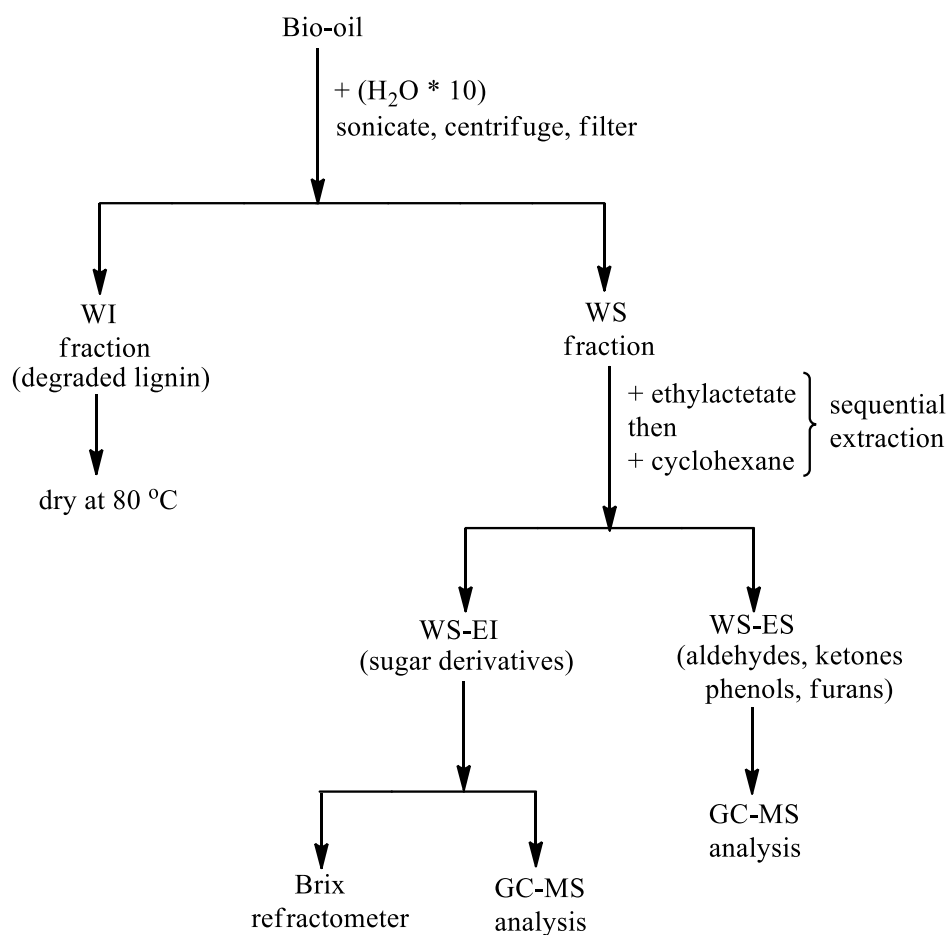 Bio-oil
+ (H₂O * 10)
sonicate, centrifuge, filter
WI
fraction
(degraded lignin)
dry at 80 °C
WS
fraction
+ ethylactetate
then
+ cyclohexane
sequential
extraction
WS-EI
(sugar derivatives)
WS-ES
(aldehydes, ketones
phenols, furans)
Brix
refractometer
GC-MS
analysis
GC-MS
analysis